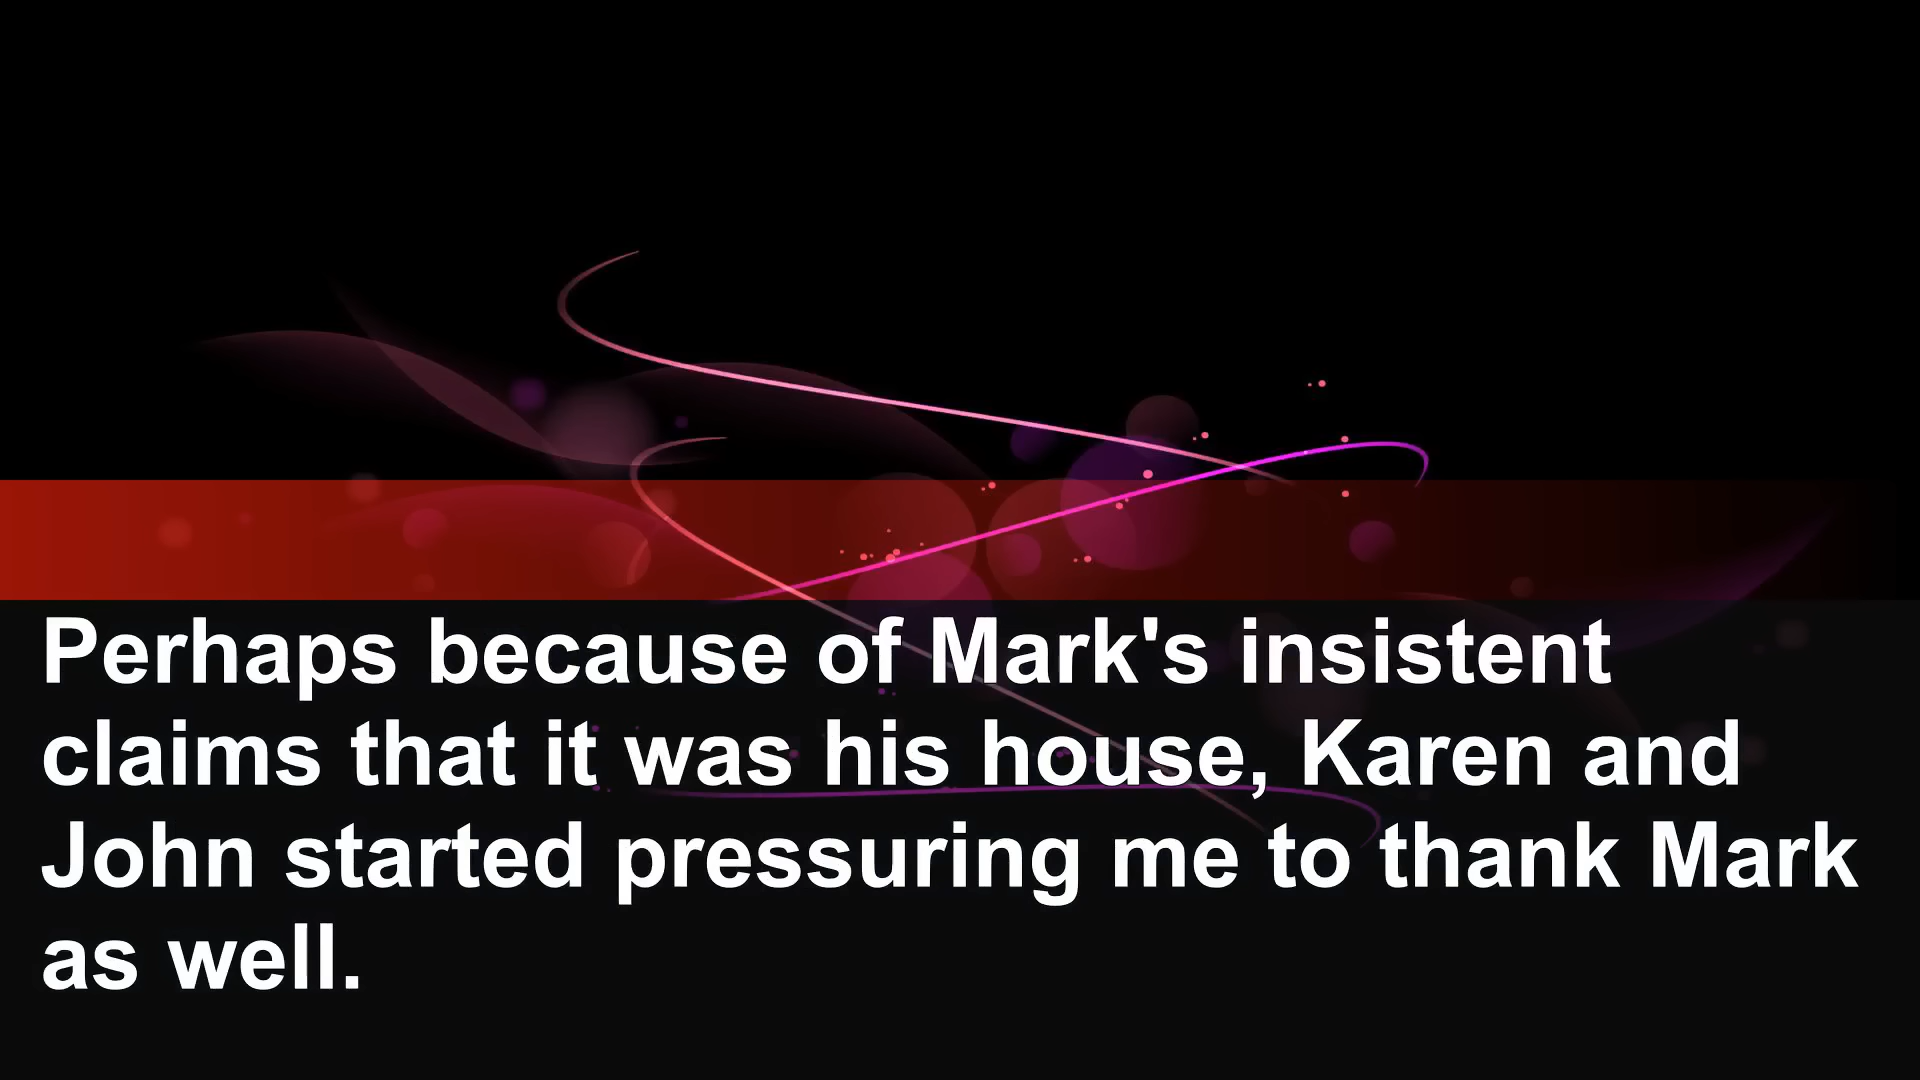 Perhaps because of Mark's insistent
claims that it was his house, Karen and
John started pressuring me to thank Mark
as well.